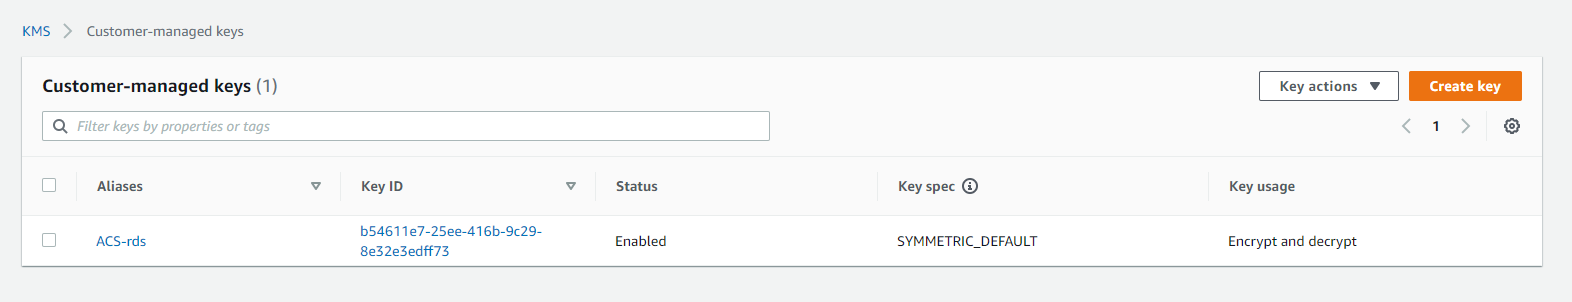 KMS
Customer-managed keys
Customer-managed keys (1)
Key actions
Create key
Filter keys by properties or tags
1
Aliases
Key ID
Status
Key spec
Key usage
ACS-rds
b54611e7-25ee-416b-9c29-
8e32e3edff73
Enabled
SYMMETRIC_DEFAULT
Encrypt and decrypt